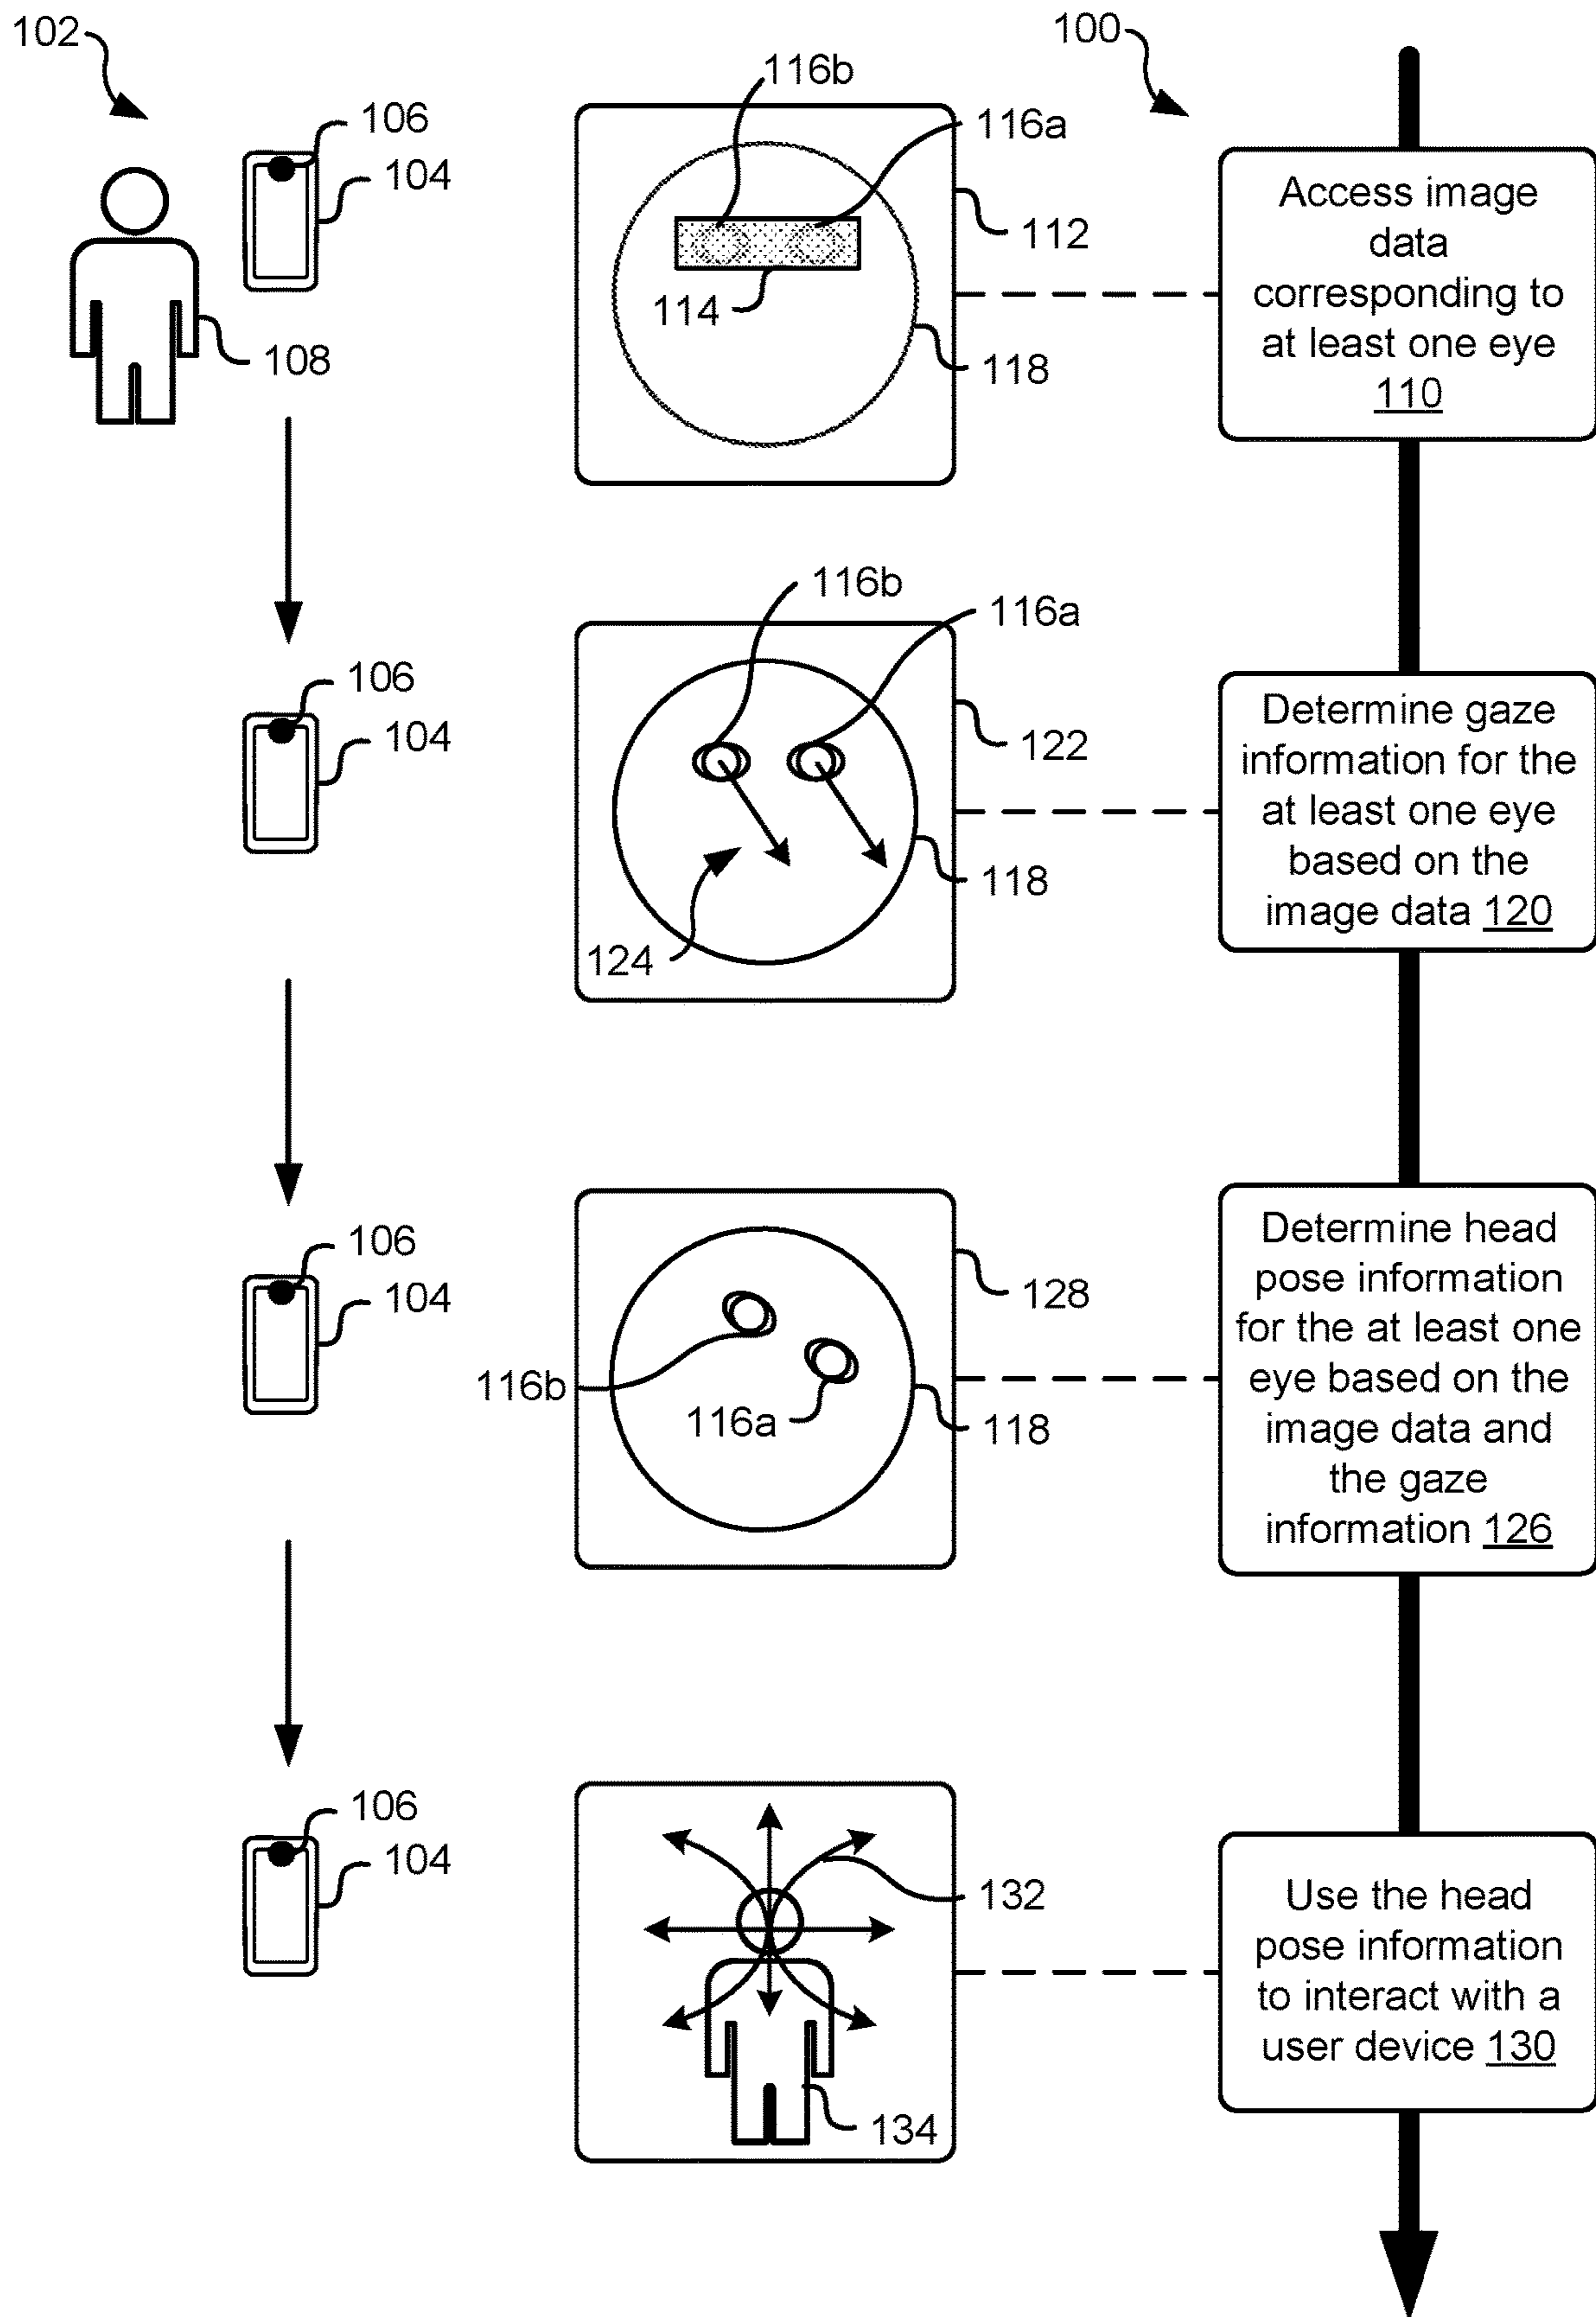 102
100
116b
106
116a
104
Access image
data
corresponding to
at least one eye
110
112
114
108
118
116b
116a
106
104
Determine gaze
information for the
at least one eye
based on the
image data 120
122
118
124
106
104
Determine head
pose information
for the at least one
eye based on the
image data and
the gaze
information 126
128
116b
116a
118
106
104
132
Use the head
pose information
to interact with a
user device 130
134